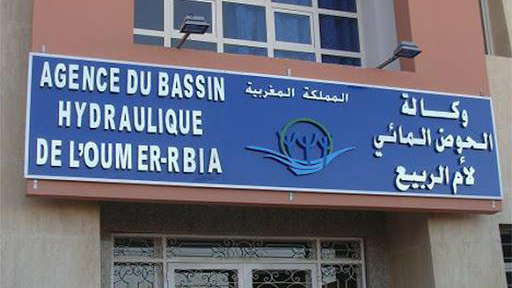 AGENCE DU BASSIN
HYDRAULIQUE
DE L'OUM ER-RBIA
المملكة المغربية
وكالة
الحوض المائي
لأم الربيع